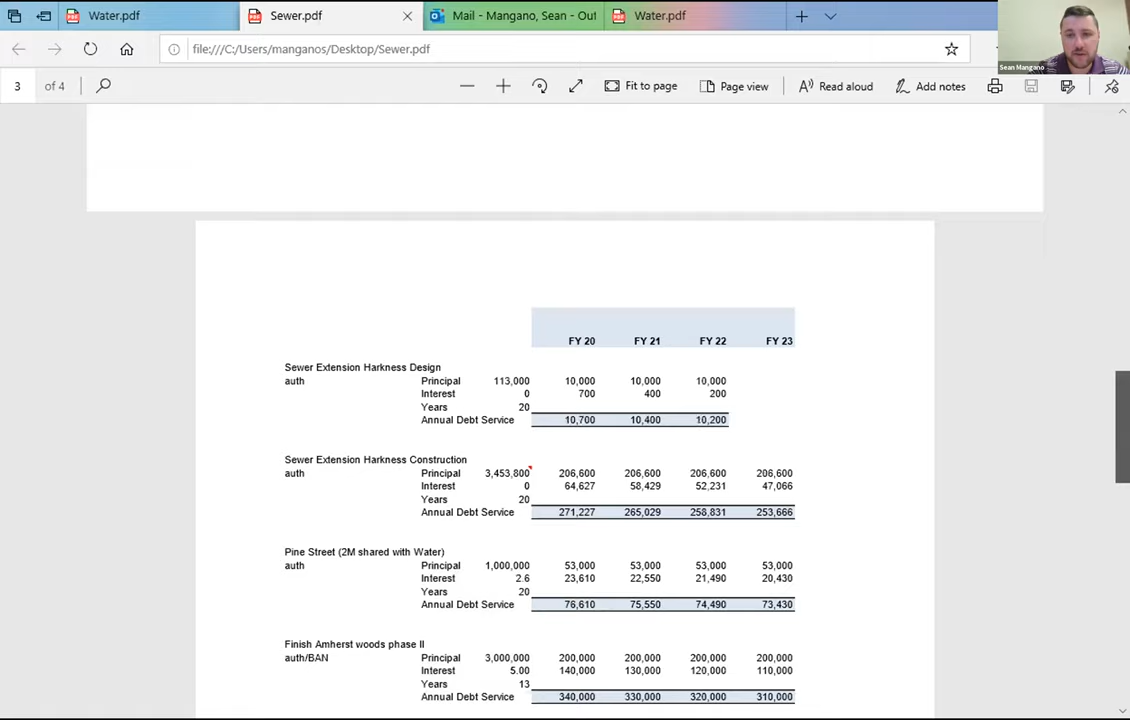 Water.pdf Sewer.pdf Mail - Mangano, Sean - Out Water.pdf
file:///C:/Users/manganos/Desktop/Sewer.pdf
Sean Mangano
3 of 4 Fit to page Page view Read aloud Add notes
FY 20 FY 21 FY 22 FY 23
Sewer Extension Harkness Design
auth Principal 113,000 10,000 10,000 10,000
Interest 0 700 400 200
Years 20
Annual Debt Service 10,700 10,400 10,200
Sewer Extension Harkness Construction
auth Principal 3,453,800 206,600 206,600 206,600 206,600
Interest 0 64,627 58,429 52,231 47,066
Years 20
Annual Debt Service 271,227 265,029 258,831 253,666
Pine Street (2M shared with Water)
auth Principal 1,000,000 53,000 53,000 53,000 53,000
Interest 2.6 23,610 22,550 21,490 20,430
Years 20
Annual Debt Service 76,610 75,550 74,490 73,430
Finish Amherst woods phase II
auth/BAN Principal 3,000,000 200,000 200,000 200,000 200,000
Interest 5.00 140,000 130,000 120,000 110,000
Years 13
Annual Debt Service 340,000 330,000 320,000 310,000